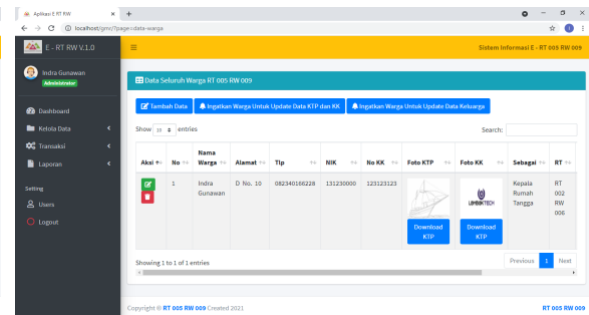 Aplikasi E RT RW
localhost/gmv/?page=data-warga
E - RT RW V.1.0
Sistem Informasi E - RT 005 RW 009
Indra Gunawan
Administrator
Dashboard
Kelola Data
Transaksi
Laporan
Setting
Users
Logout
Data Seluruh Warga RT 005 RW 009
Tambah Data
Ingatkan Warga Untuk Update Data KTP dan KK
Ingatkan Warga Untuk Update Data Keluarga
Show 10 entries
Search:
Aksi No Nama Warga Alamat Tlp NIK No KK Foto KTP Foto KK Sebagai RT
1 Indra Gunawan D No. 10 082340166228 131230000 123123123 Download KTP LOMBOKTECH Download KTP Kepala Rumah Tangga RT 002 RW 006
Showing 1 to 1 of 1 entries
Previous 1 Next
Copyright © RT 005 RW 009 Created 2021
RT 005 RW 009